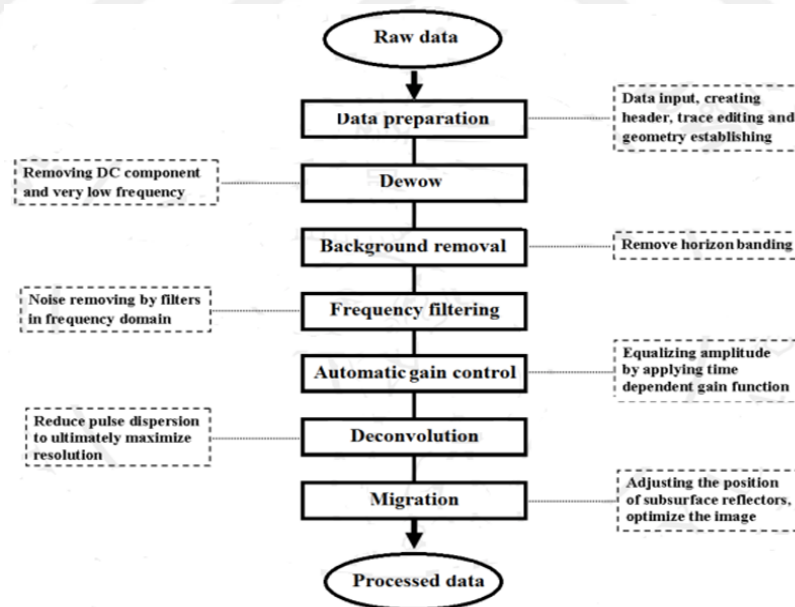 Raw data
Data preparation
Data input, creating
header, trace editing and
geometry establishing
Removing DC component
and very low frequency
Dewow
Background removal
Remove horizon banding
Noise removing by filters
in frequency domain
Frequency filtering
Automatic gain control
Equalizing amplitude
by applying time
dependent gain function
Reduce pulse dispersion
to ultimately maximize
resolution
Deconvolution
Migration
Adjusting the position
of subsurface reflectors,
optimize the image
Processed data